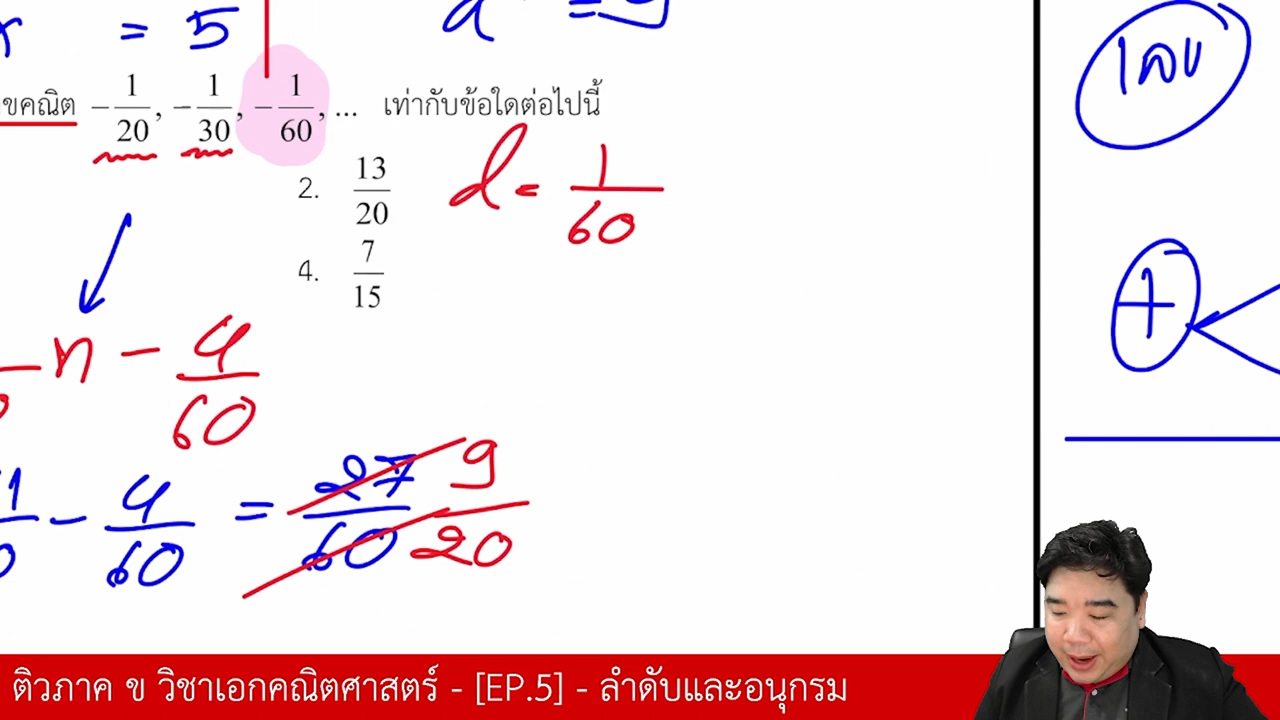 = 5
ขคณิต -1/20, -1/30, -1/60, ... เท่ากับข้อใดต่อไปนี้
2. 13/20
d = 1/60
4. 7/15
n - 4/60
- 4/60 = 27/60 9/20
เลข
+
ติวภาค ข วิชาเอกคณิตศาสตร์ - [EP.5] - ลำดับและอนุกรม